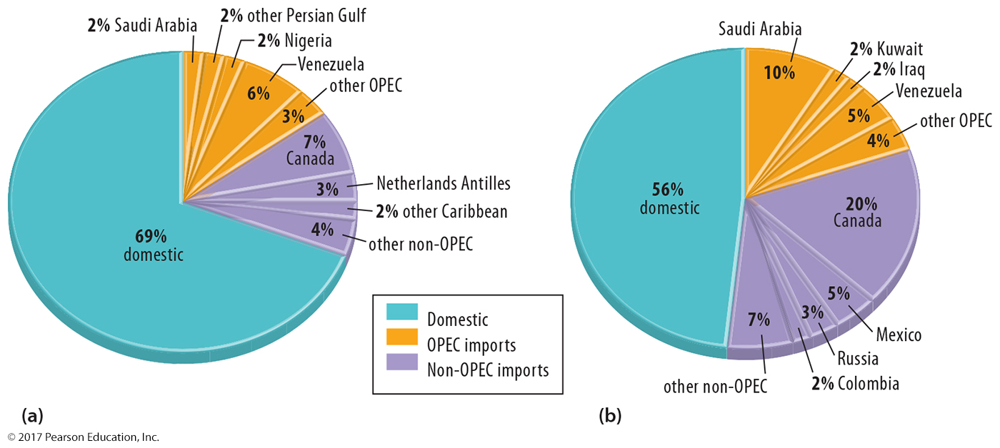 2% Saudi Arabia
2% other Persian Gulf
2% Nigeria
Venezuela
6%
other OPEC
3%
7%
Canada
Netherlands Antilles
3%
2% other Caribbean
4%
other non-OPEC
69%
domestic
Saudi Arabia
10%
2% Kuwait
2% Iraq
Venezuela
5%
other OPEC
4%
56%
domestic
20%
Canada
5%
Mexico
3%
Russia
2% Colombia
7%
other non-OPEC
Domestic
OPEC imports
Non-OPEC imports
(a)
(b)
© 2017 Pearson Education, Inc.